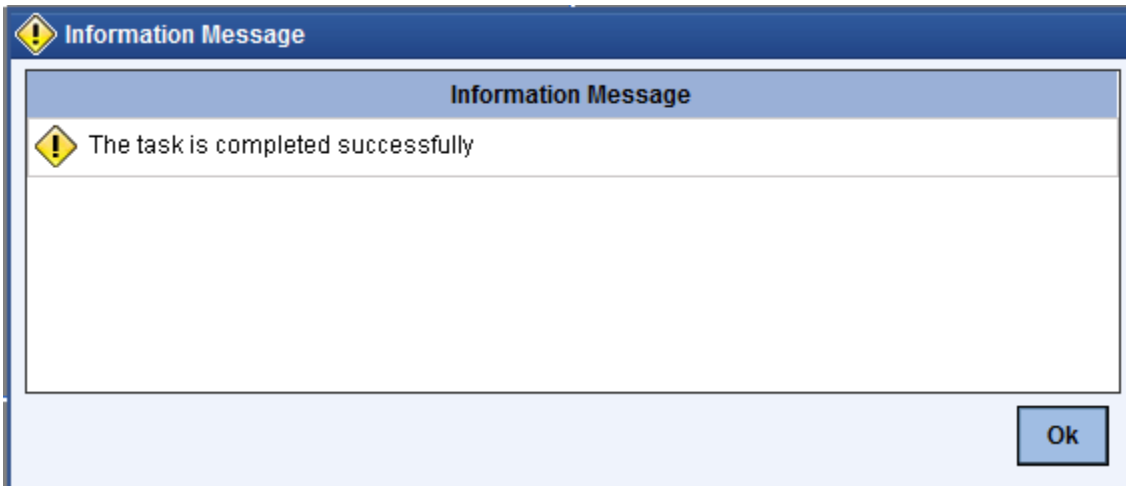 Information Message
Information Message
The task is completed successfully
Ok